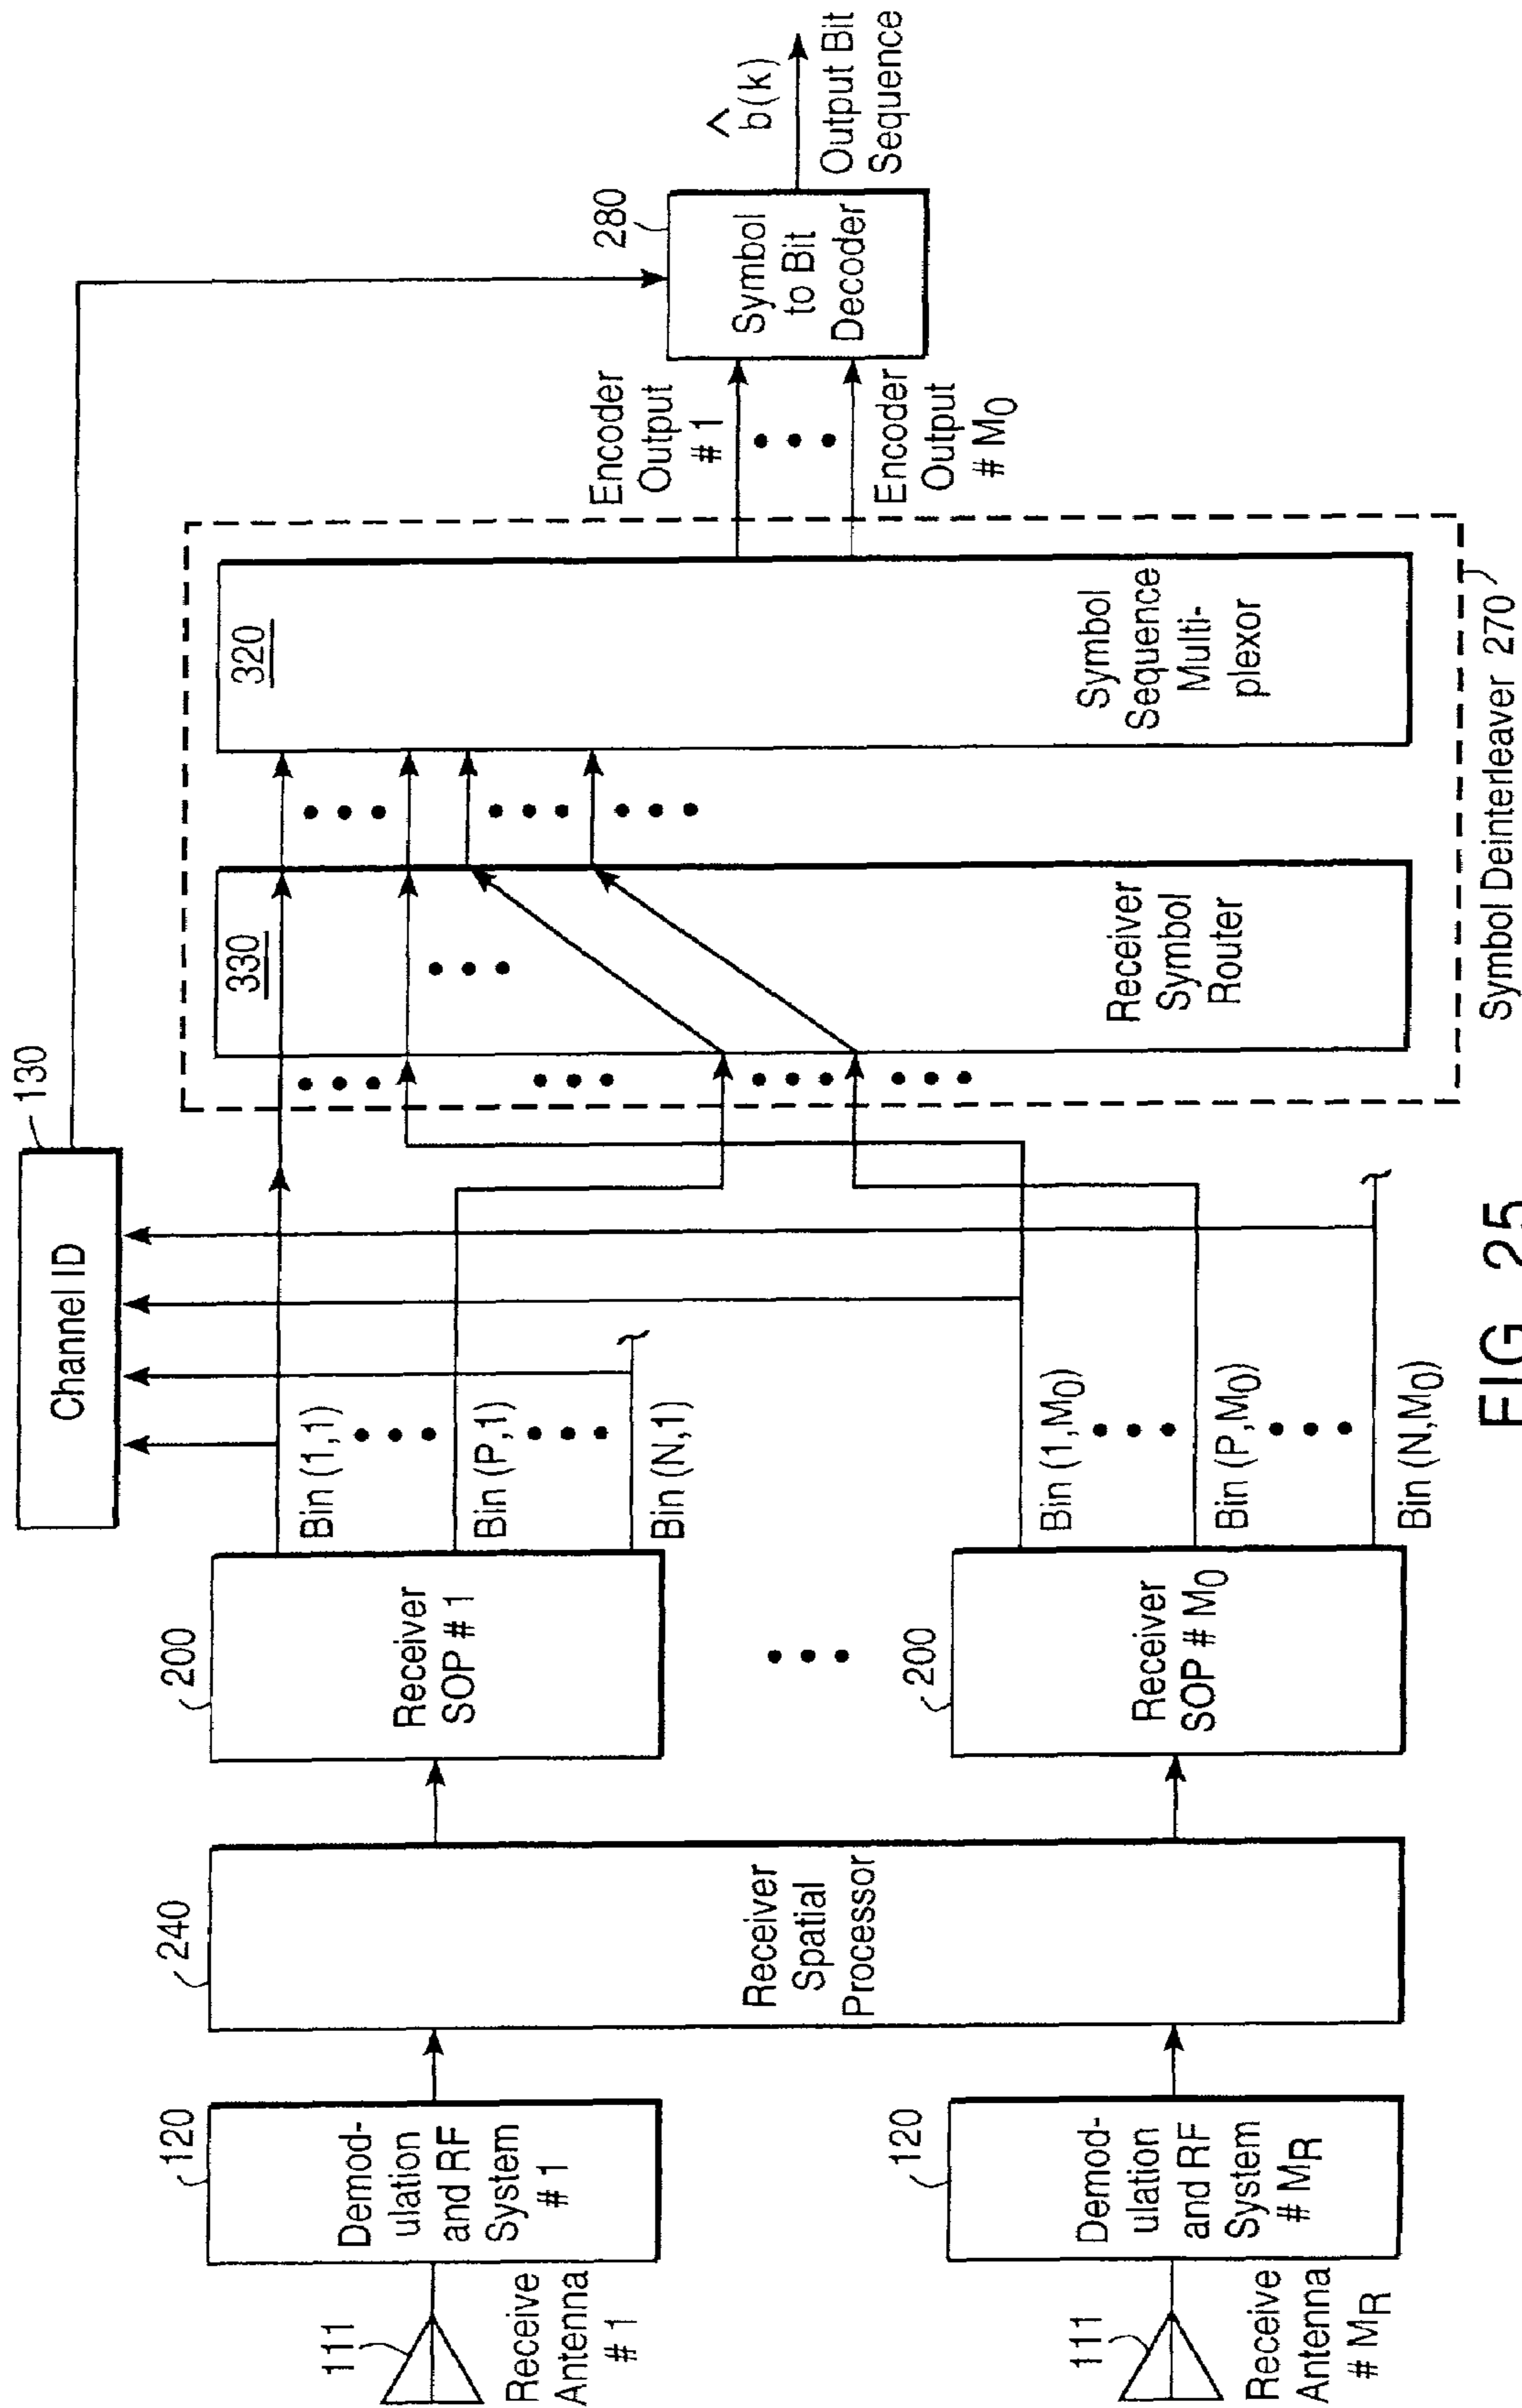 130
Channel ID
111
Receive
Antenna
# 1
120
Demod-
ulation
and RF
System
# 1
240
Receiver
Spatial
Processor
200
Receiver
SOP # 1
Bin (1,1)
Bin (P,1)
Bin (N,1)
330
Receiver
Symbol
Router
320
Symbol
Sequence
Multi-
plexor
Encoder
Output
# 1
Encoder
Output
# M0
280
Symbol
to Bit
Decoder
^
b(k)
Output Bit
Sequence
111
Receive
Antenna
# MR
120
Demod-
ulation
and RF
System
# MR
200
Receiver
SOP # M0
Bin (1,M0)
Bin (P,M0)
Bin (N,M0)
Symbol Deinterleaver 270
FIG 25